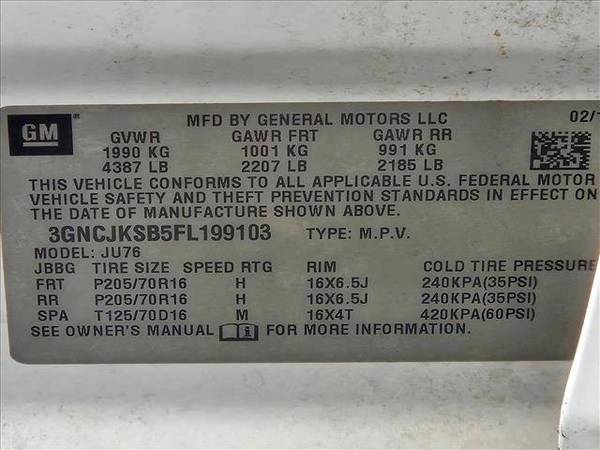 GM ®
MFD BY GENERAL MOTORS LLC 02/1
GVWR GAWR FRT GAWR RR
1990 KG 1001 KG 991 KG
4387 LB 2207 LB 2185 LB
THIS VEHICLE CONFORMS TO ALL APPLICABLE U.S. FEDERAL MOTOR
VEHICLE SAFETY AND THEFT PREVENTION STANDARDS IN EFFECT ON
THE DATE OF MANUFACTURE SHOWN ABOVE.
3GNCJKSB5FL199103 TYPE: M.P.V.
MODEL: JU76
JBBG TIRE SIZE SPEED RTG RIM COLD TIRE PRESSURE
FRT P205/70R16 H 16X6.5J 240KPA(35PSI)
RR P205/70R16 H 16X6.5J 240KPA(35PSI)
SPA T125/70D16 M 16X4T 420KPA(60PSI)
SEE OWNER'S MANUAL FOR MORE INFORMATION.